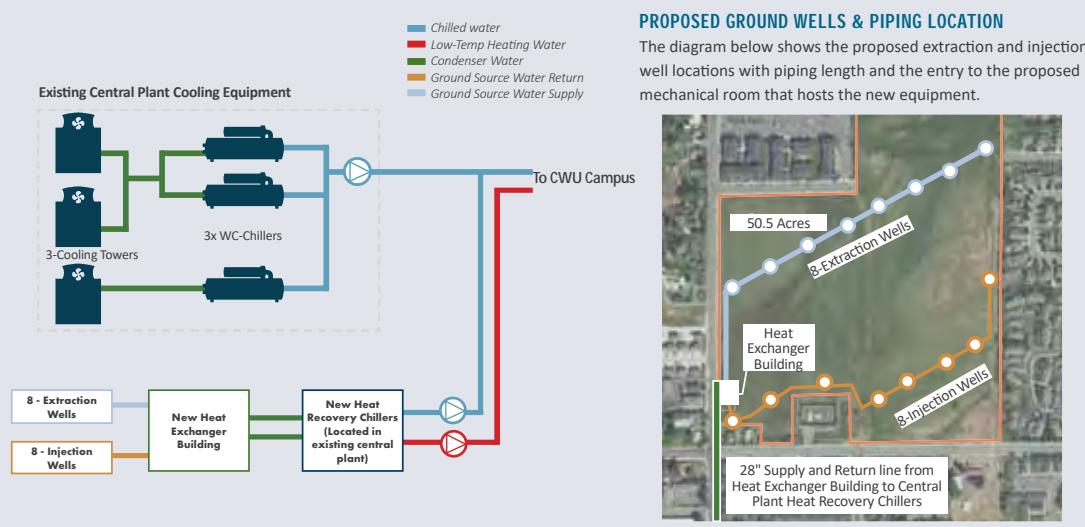 Chilled water
Low-Temp Heating Water
Condenser Water
Ground Source Water Return
Ground Source Water Supply
Existing Central Plant Cooling Equipment
3-Cooling Towers
3x WC-Chillers
To CWU Campus
8 - Extraction
Wells
8 - Injection
Wells
New Heat
Exchanger
Building
New Heat
Recovery Chillers
(Located in
existing central
plant)
PROPOSED GROUND WELLS & PIPING LOCATION
The diagram below shows the proposed extraction and injection
well locations with piping length and the entry to the proposed
mechanical room that hosts the new equipment.
50.5 Acres
8-Extraction Wells
Heat
Exchanger
Building
8-Injection Wells
28" Supply and Return line from
Heat Exchanger Building to Central
Plant Heat Recovery Chillers